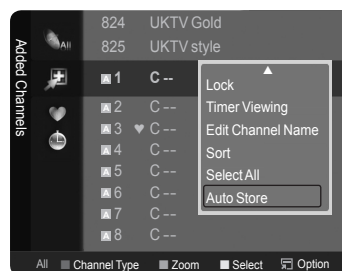 824 UKTV Gold
825 UKTV style
Added Channels
All
A 1 C --
A 2 C --
A 3 ♥ C --
A 4 C --
A 5 C --
A 6 C --
A 7 C --
A 8 C --
▲
Lock
Timer Viewing
Edit Channel Name
Sort
Select All
Auto Store
All Channel Type Zoom Select Option